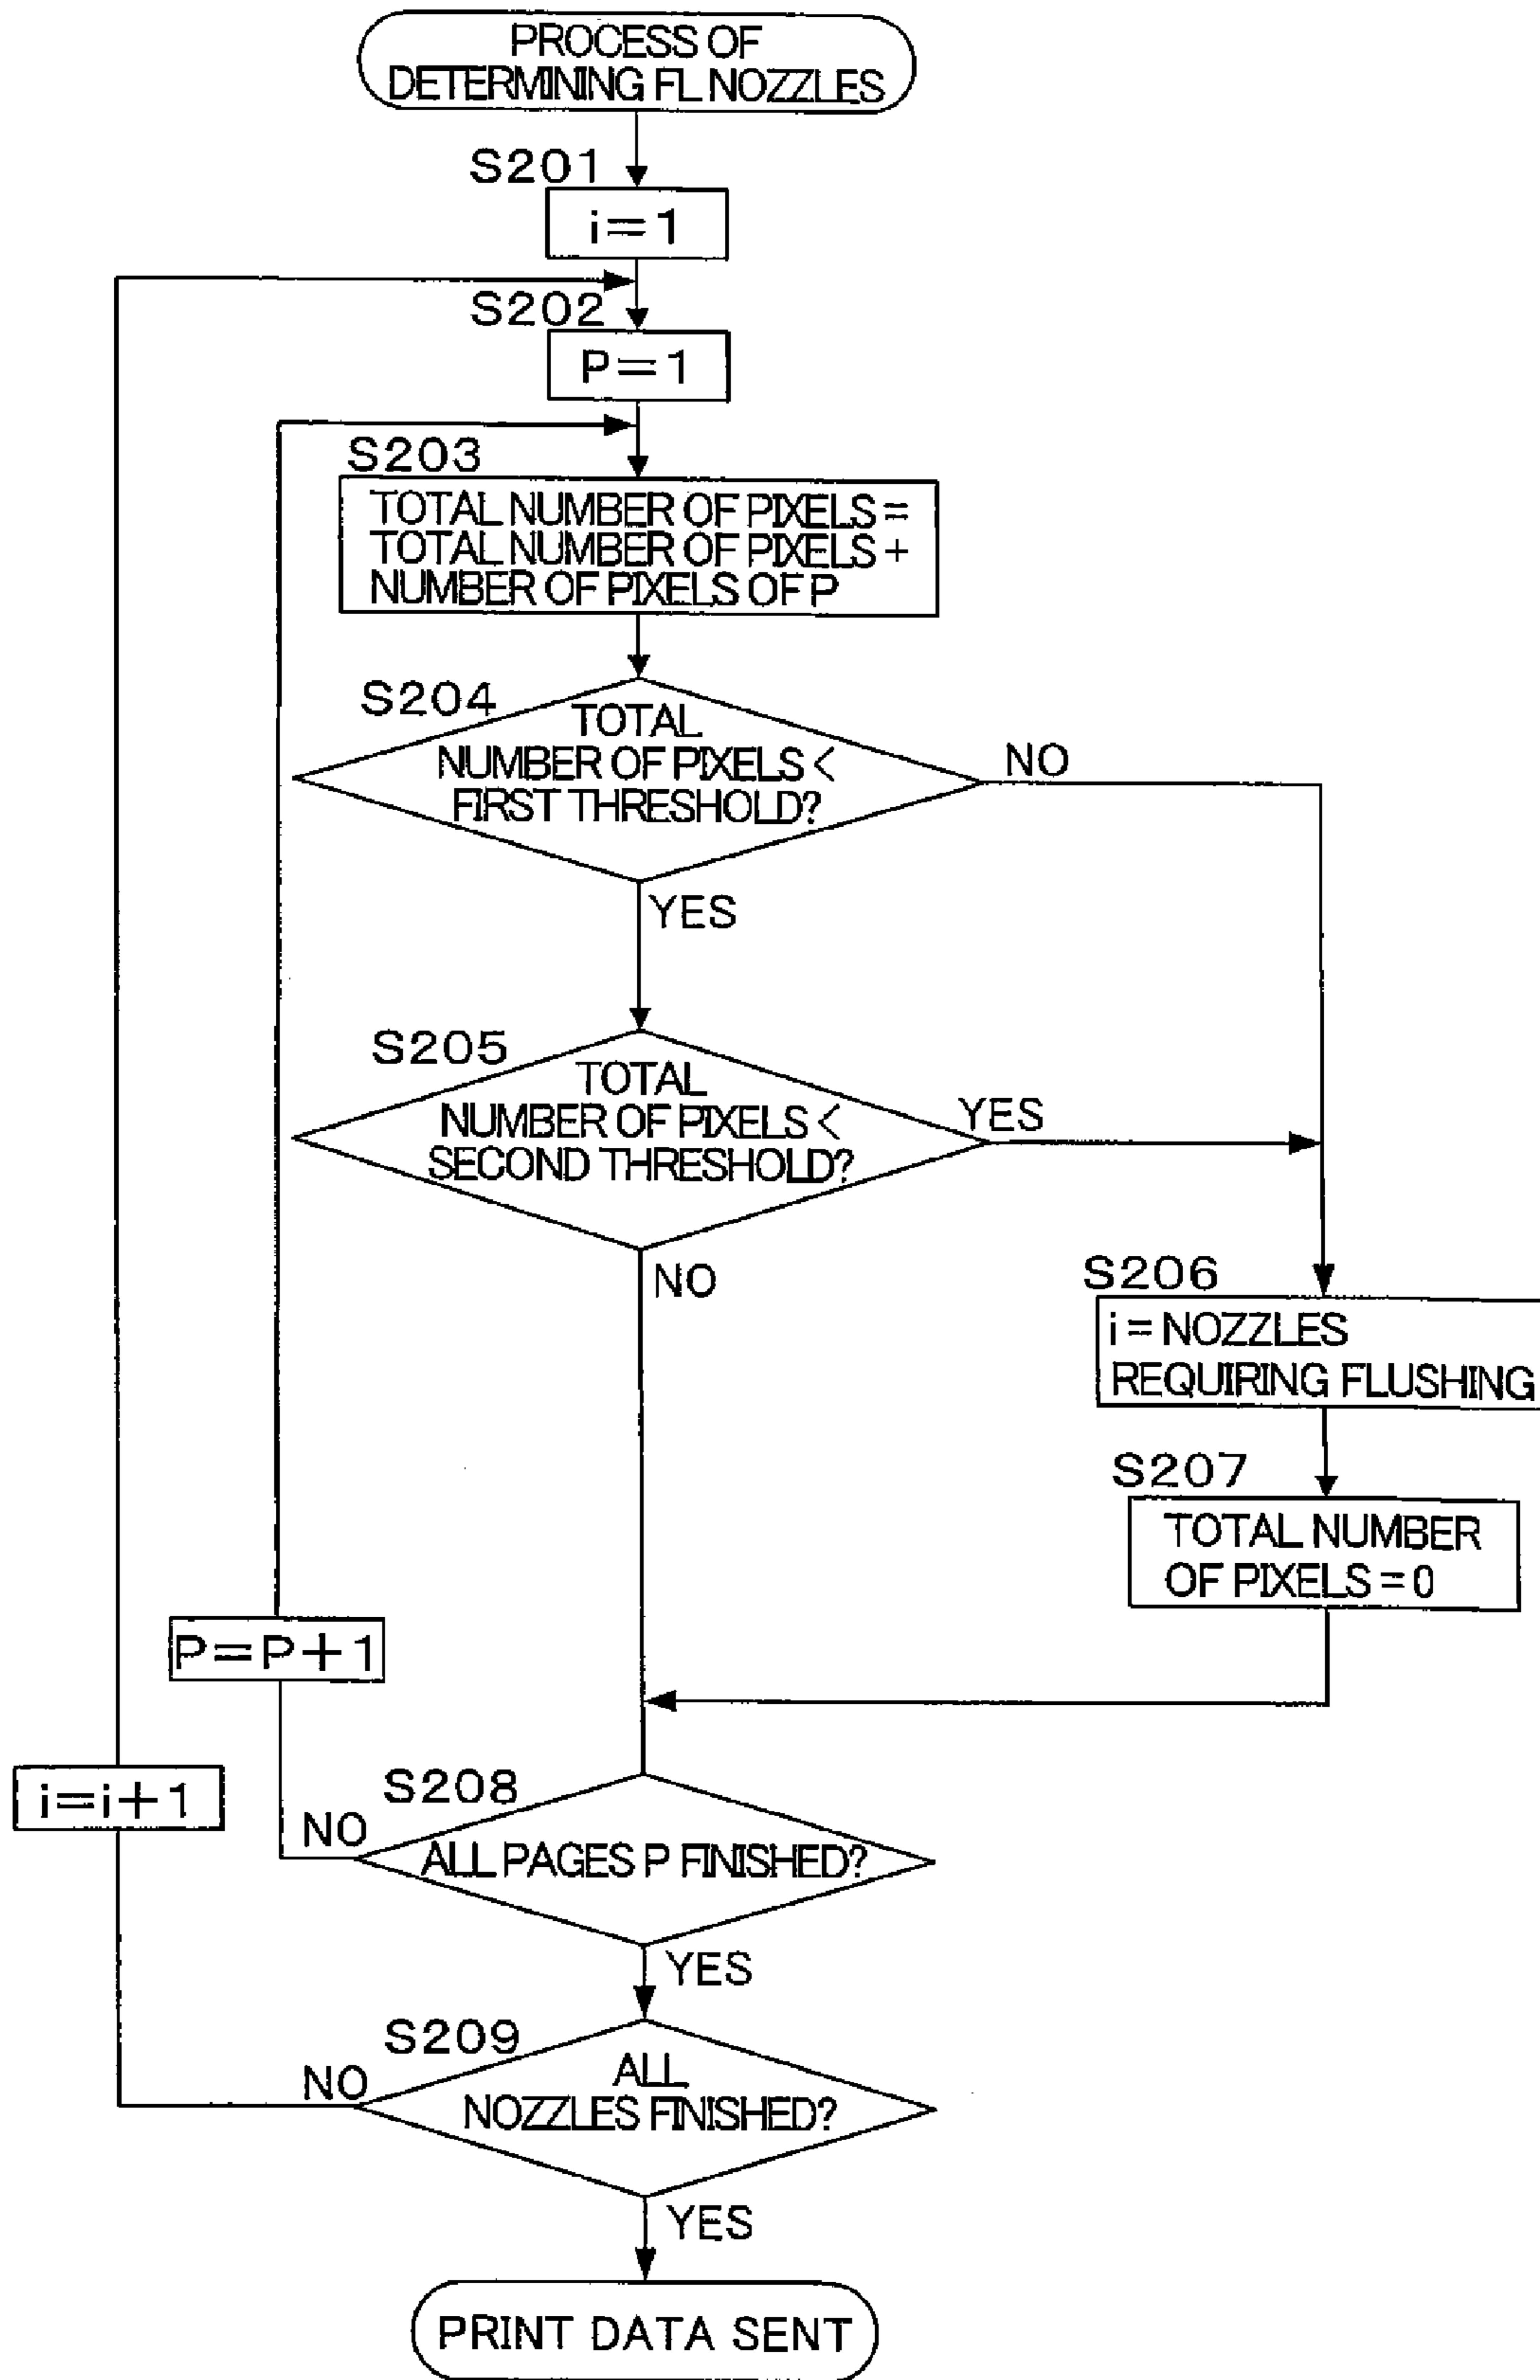 PROCESS OF
DETERMINING FL NOZZLES
S201
i=1
S202
P=1
S203
TOTAL NUMBER OF PIXELS =
TOTAL NUMBER OF PIXELS +
NUMBER OF PIXELS OF P
S204
TOTAL
NUMBER OF PIXELS <
FIRST THRESHOLD?
NO
YES
S205
TOTAL
NUMBER OF PIXELS <
SECOND THRESHOLD?
YES
NO
S206
i = NOZZLES
REQUIRING FLUSHING
S207
TOTAL NUMBER
OF PIXELS = 0
P=P+1
i=i+1
S208
NO
ALL PAGES P FINISHED?
YES
S209
NO
ALL
NOZZLES FINISHED?
YES
PRINT DATA SENT